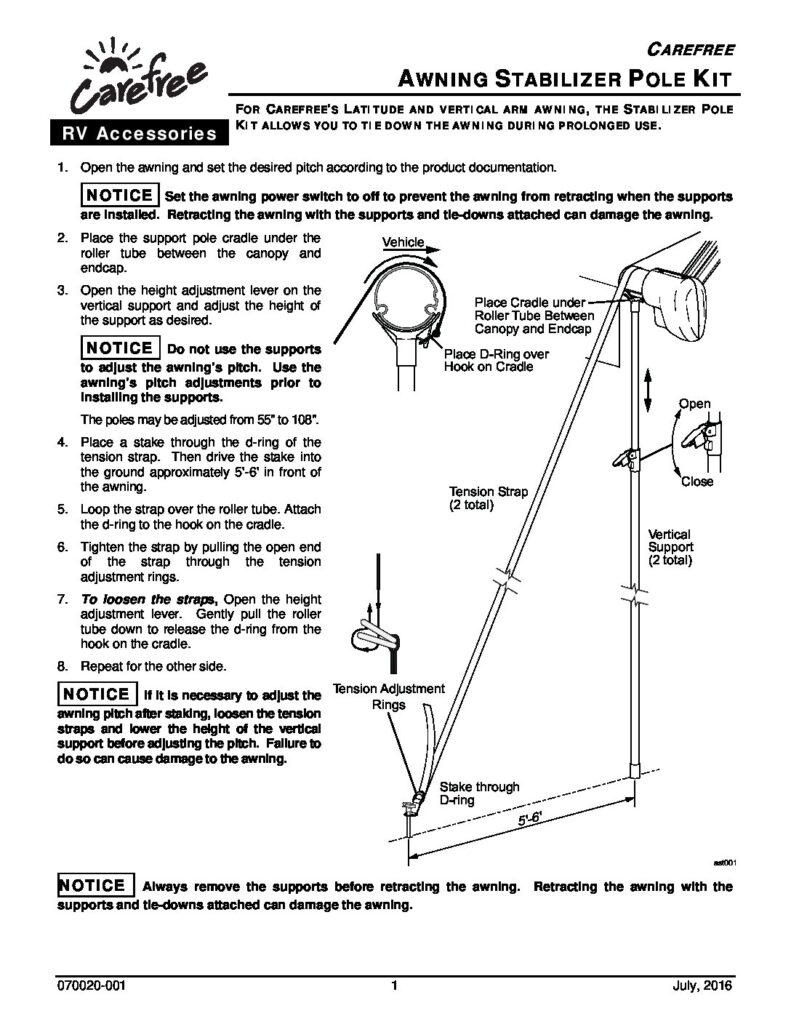 Carefree
RV Accessories
CAREFREE
AWNING STABILIZER POLE KIT
FOR CAREFREE'S LATITUDE AND VERTICAL ARM AWNING, THE STABILIZER POLE
KIT ALLOWS YOU TO TIE DOWN THE AWNING DURING PROLONGED USE.
1. Open the awning and set the desired pitch according to the product documentation.
NOTICE Set the awning power switch to off to prevent the awning from retracting when the supports
are installed. Retracting the awning with the supports and tie-downs attached can damage the awning.
2. Place the support pole cradle under the
roller tube between the canopy and
endcap.
3. Open the height adjustment lever on the
vertical support and adjust the height of
the support as desired.
NOTICE Do not use the supports
to adjust the awning's pitch. Use the
awning's pitch adjustments prior to
installing the supports.
The poles may be adjusted from 55" to 108".
4. Place a stake through the d-ring of the
tension strap. Then drive the stake into
the ground approximately 5'-6' in front of
the awning.
5. Loop the strap over the roller tube. Attach
the d-ring to the hook on the cradle.
6. Tighten the strap by pulling the open end
of the strap through the tension
adjustment rings.
7. To loosen the straps, Open the height
adjustment lever. Gently pull the roller
tube down to release the d-ring from the
hook on the cradle.
8. Repeat for the other side.
NOTICE If it is necessary to adjust the
awning pitch after staking, loosen the tension
straps and lower the height of the vertical
support before adjusting the pitch. Failure to
do so can cause damage to the awning.
Vehicle
Place Cradle under
Roller Tube Between
Canopy and Endcap
Place D-Ring over
Hook on Cradle
Open
Close
Tension Strap
(2 total)
Vertical
Support
(2 total)
Tension Adjustment
Rings
Stake through
D-ring
5'-6'
ast001
NOTICE Always remove the supports before retracting the awning. Retracting the awning with the
supports and tie-downs attached can damage the awning.
070020-001 1 July, 2016